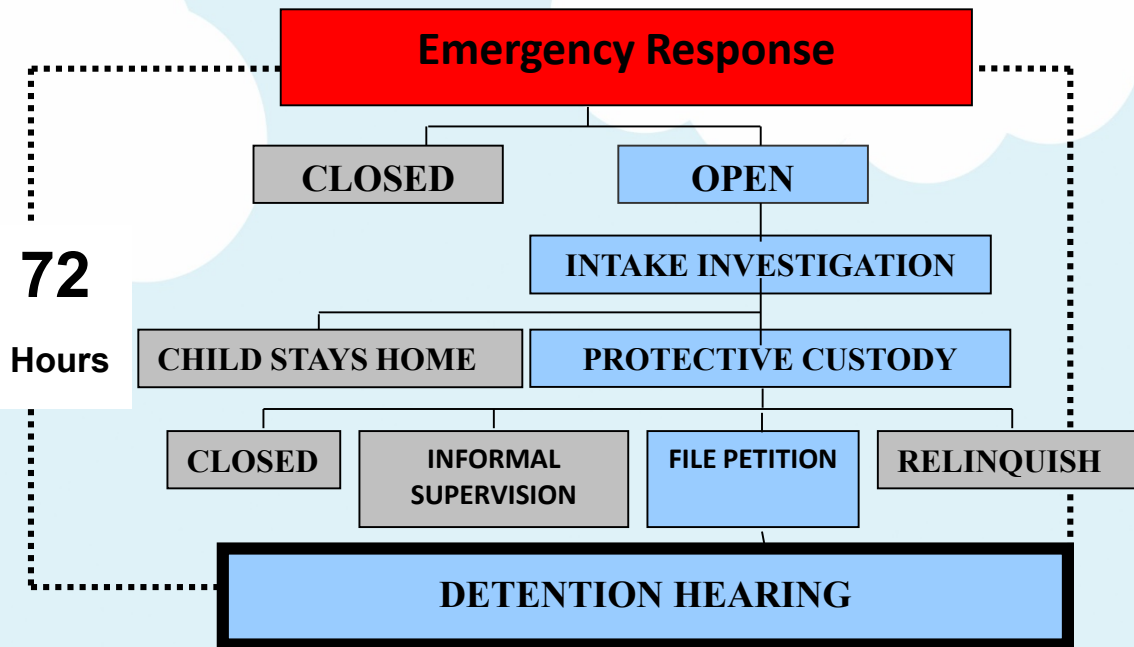 Emergency Response
CLOSED
OPEN
INTAKE INVESTIGATION
72
Hours
CHILD STAYS HOME
PROTECTIVE CUSTODY
CLOSED
INFORMAL
SUPERVISION
FILE PETITION
RELINQUISH
DETENTION HEARING